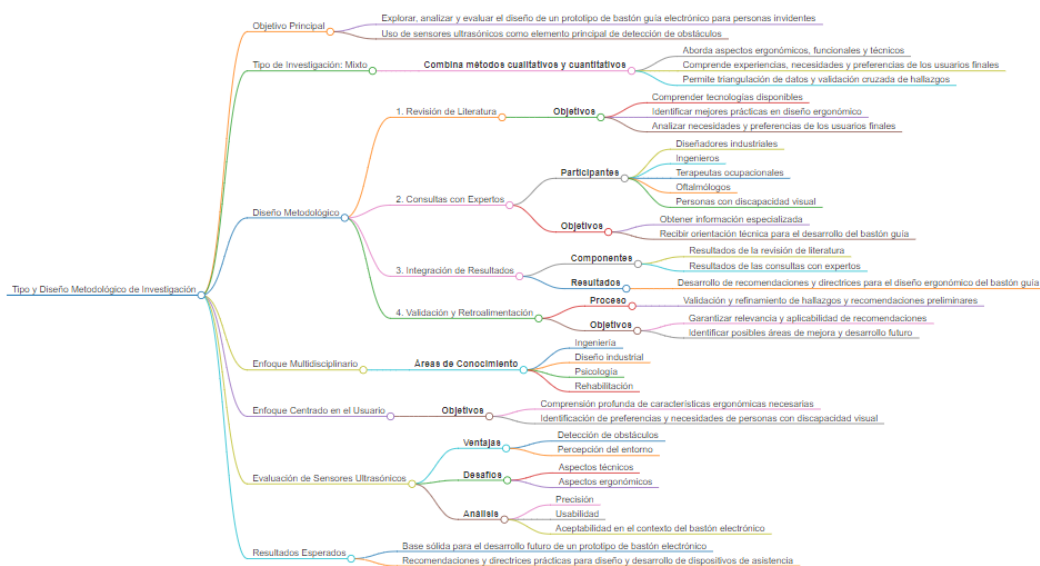 Tipo y Diseño Metodológico de Investigación
Objetivo Principal
Explorar, analizar y evaluar el diseño de un prototipo de bastón guía electrónico para personas invidentes
Uso de sensores ultrasónicos como elemento principal de detección de obstáculos
Tipo de Investigación: Mixto
Combina métodos cualitativos y cuantitativos
Aborda aspectos ergonómicos, funcionales y técnicos
Comprende experiencias, necesidades y preferencias de los usuarios finales
Permite triangulación de datos y validación cruzada de hallazgos
Diseño Metodológico
1. Revisión de Literatura
Objetivos
Comprender tecnologías disponibles
Identificar mejores prácticas en diseño ergonómico
Analizar necesidades y preferencias de los usuarios finales
2. Consultas con Expertos
Participantes
Diseñadores industriales
Ingenieros
Terapeutas ocupacionales
Oftalmólogos
Personas con discapacidad visual
Objetivos
Obtener información especializada
Recibir orientación técnica para el desarrollo del bastón guía
3. Integración de Resultados
Componentes
Resultados de la revisión de literatura
Resultados de las consultas con expertos
Resultados
Desarrollo de recomendaciones y directrices para el diseño ergonómico del bastón guía
4. Validación y Retroalimentación
Proceso
Validación y refinamiento de hallazgos y recomendaciones preliminares
Objetivos
Garantizar relevancia y aplicabilidad de recomendaciones
Identificar posibles áreas de mejora y desarrollo futuro
Enfoque Multidisciplinario
Áreas de Conocimiento
Ingeniería
Diseño industrial
Psicología
Rehabilitación
Enfoque Centrado en el Usuario
Objetivos
Comprensión profunda de características ergonómicas necesarias
Identificación de preferencias y necesidades de personas con discapacidad visual
Evaluación de Sensores Ultrasónicos
Ventajas
Detección de obstáculos
Percepción del entorno
Desafíos
Aspectos técnicos
Aspectos ergonómicos
Análisis
Precisión
Usabilidad
Aceptabilidad en el contexto del bastón electrónico
Resultados Esperados
Base sólida para el desarrollo futuro de un prototipo de bastón electrónico
Recomendaciones y directrices prácticas para diseño y desarrollo de dispositivos de asistencia